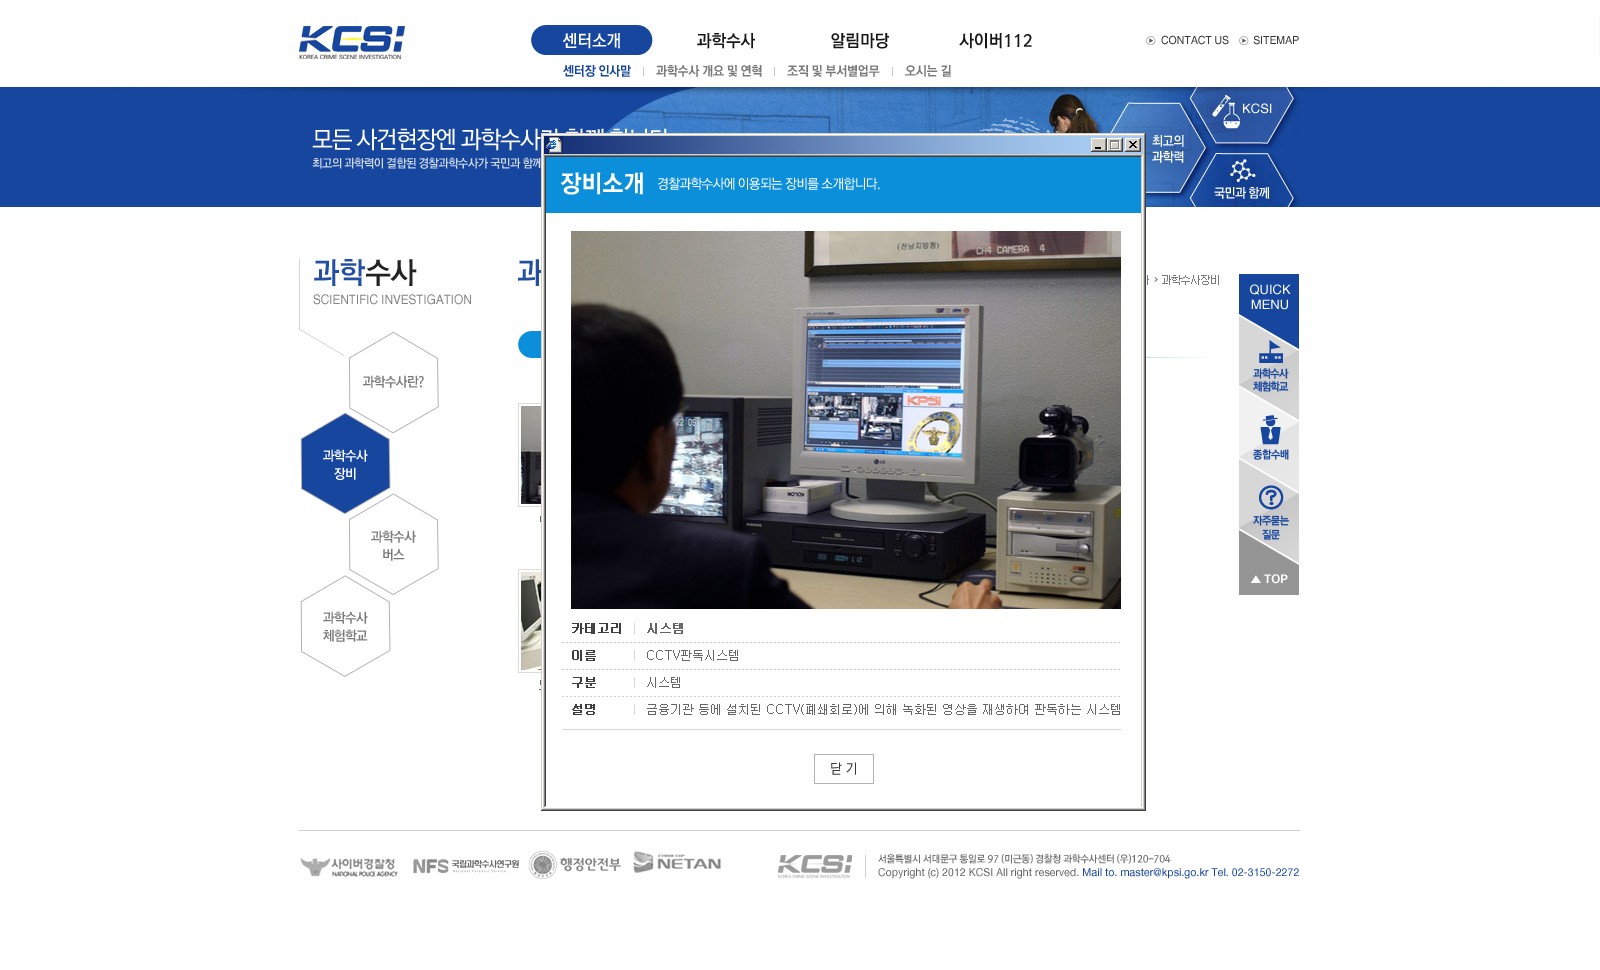 KCSI
KOREA CRIME SCENE INVESTIGATION
센터소개
과학수사
알림마당
사이버112
CONTACT US
SITEMAP
센터장 인사말
과학수사 개요 및 연혁
조직 및 부서별업무
오시는 길
모든 사건현장엔 과학수사
최고의 과학력이 결합된 경찰과학수사가 국민과 함께
최고의
과학력
KCSI
국민과 함께
장비소개
경찰과학수사에 이용되는 장비를 소개합니다.
과학수사
SCIENTIFIC INVESTIGATION
과
> 과학수사장비
과학수사란?
과학수사
장비
과학수사
버스
과학수사
체험학교
(전남지방청)
CH4 CAMERA 4
22:09
KPSI
LG
KOLON
QUICK
MENU
과학수사
체험학교
종합수배
자주묻는
질문
TOP
카테고리
시스템
이름
CCTV판독시스템
구분
시스템
설명
금융기관 등에 설치된 CCTV(폐쇄회로)에 의해 녹화된 영상을 재생하여 판독하는 시스템
닫 기
사이버경찰청
NATIONAL POLICE AGENCY
NFS 국립과학수사연구원
행정안전부
NETAN
KCSI
KOREA CRIME SCENE INVESTIGATION
서울특별시 서대문구 통일로 97 (미근동) 경찰청 과학수사센터 (우)120-704
Copyright (c) 2012 KCSI All right reserved. Mail to. master@kpsi.go.kr Tel. 02-3150-2272